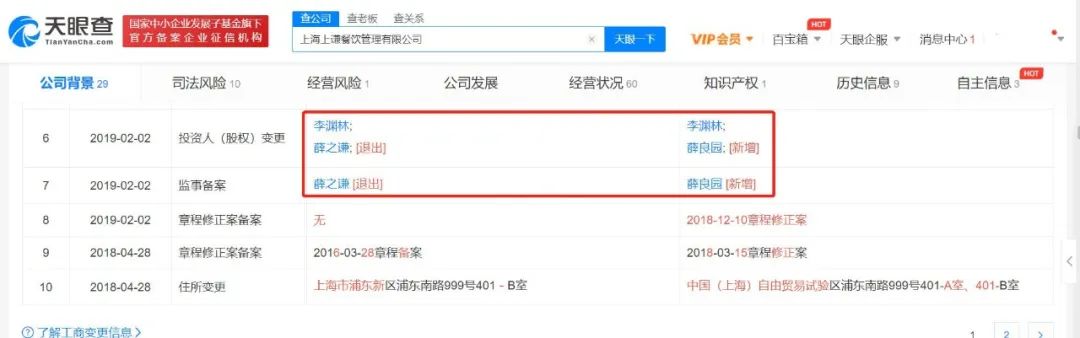 查公司 查老板 查关系
天眼查
TianYanCha.com
国家中小企业发展子基金旗下
官方备案企业征信机构
上海上谦餐饮管理有限公司 × 天眼一下
VIP会员 百宝箱 HOT 天眼企服 消息中心 1
公司背景 29 司法风险 10 经营风险 1 公司发展 经营状况 60 知识产权 1 历史信息 9 自主信息 3 HOT
6 2019-02-02 投资人（股权）变更 李渊林; 李渊林;
薛之谦; [退出] 薛良园; [新增]
7 2019-02-02 监事备案 薛之谦 [退出] 薛良园 [新增]
8 2019-02-02 章程修正案备案 无 2018-12-10章程修正案
9 2018-04-28 章程修正案备案 2016-03-28章程备案 2018-03-15章程修正案
10 2018-04-28 住所变更 上海市浦东新区浦东南路999号401－B室 中国（上海）自由贸易试验区浦东南路999号401-A室、401-B室
? 了解工商变更信息 > 1 2 >